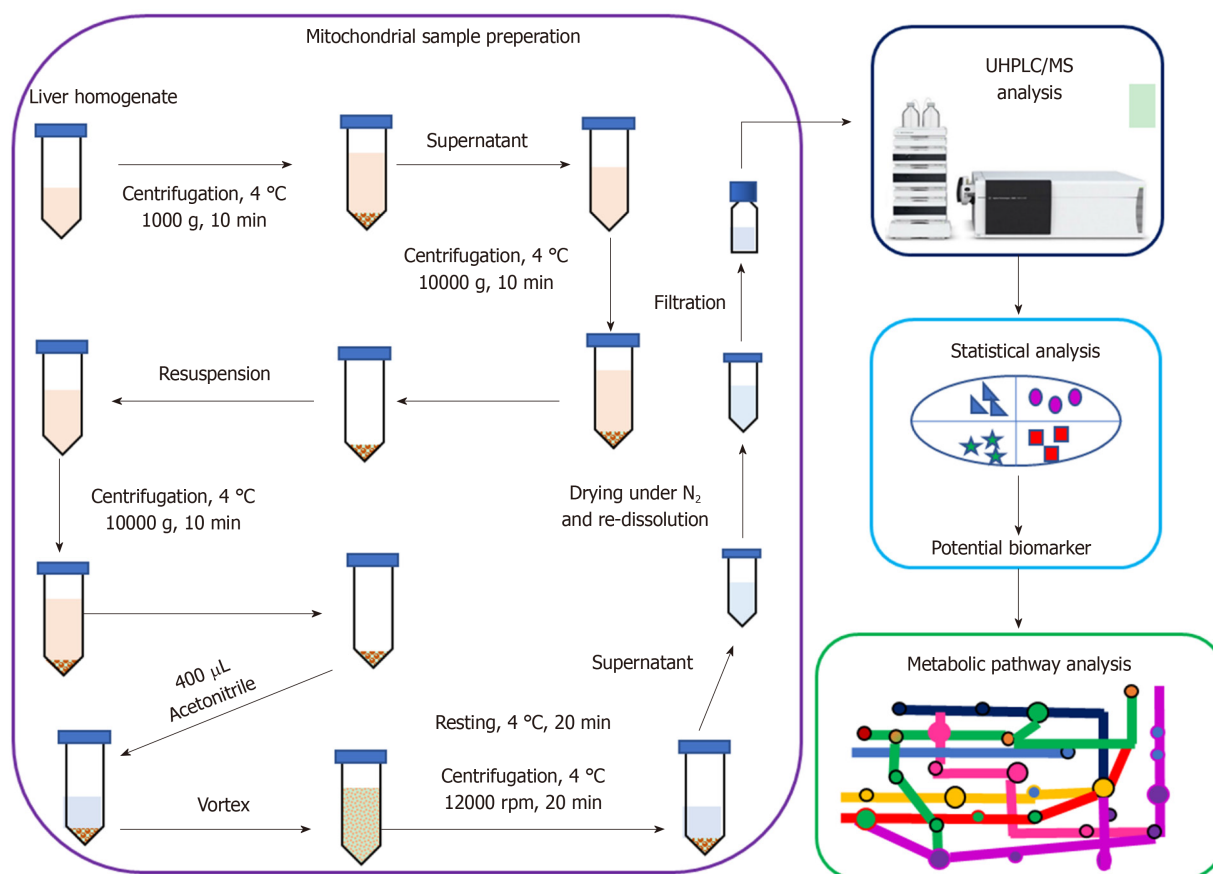 Mitochondrial sample preperation
Liver homogenate
Centrifugation, 4 °C
1000 g, 10 min
Supernatant
Centrifugation, 4 °C
10000 g, 10 min
Resuspension
Centrifugation, 4 °C
10000 g, 10 min
400 μL
Acetonitrile
Vortex
Resting, 4 °C, 20 min
Centrifugation, 4 °C
12000 rpm, 20 min
Supernatant
Drying under N₂
and re-dissolution
Filtration
UHPLC/MS
analysis
Statistical analysis
Potential biomarker
Metabolic pathway analysis